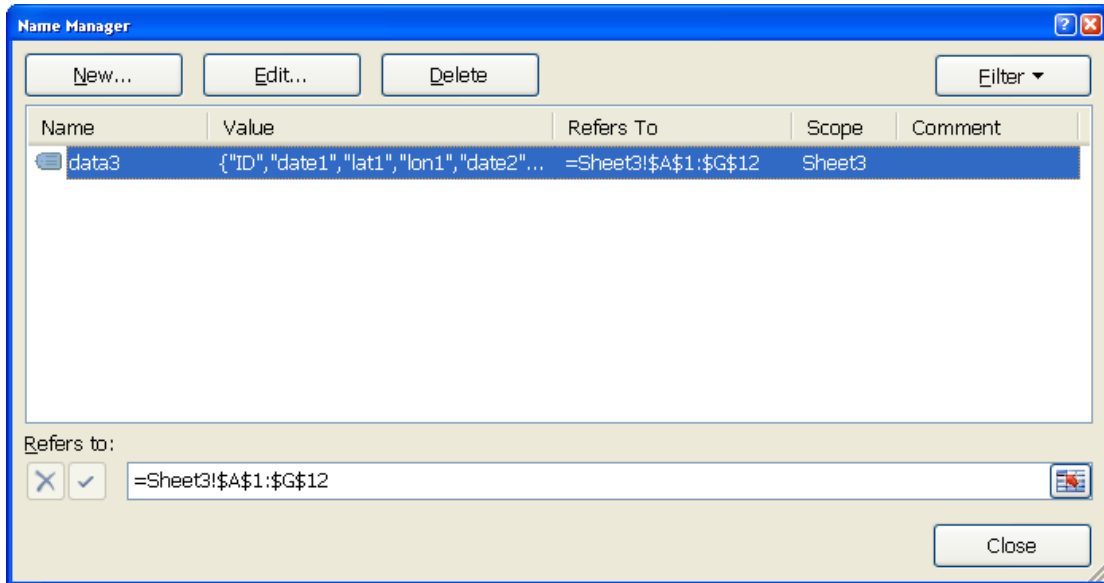 Name Manager
New... Edit... Delete Filter
Name Value Refers To Scope Comment
data3 {"ID","date1","lat1","lon1","date2"... =Sheet3!$A$1:$G$12 Sheet3
Refers to:
=Sheet3!$A$1:$G$12
Close